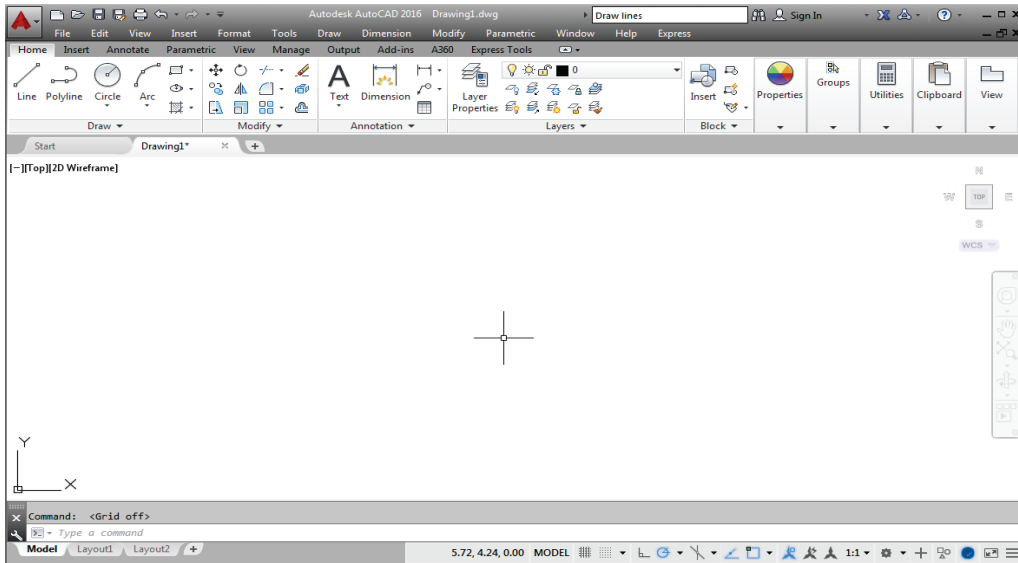 Autodesk AutoCAD 2016 Drawing1.dwg Draw lines Sign In
File Edit View Insert Format Tools Draw Dimension Modify Parametric Window Help Express
Home Insert Annotate Parametric View Manage Output Add-ins A360 Express Tools
0
Line Polyline Circle Arc
Text Dimension
Layer Properties
Insert
Properties
Groups
Utilities
Clipboard
View
Draw Modify Annotation Layers Block
Start Drawing1*
[−][Top][2D Wireframe]
N
W TOP E
S
WCS
Y
X
Command: <Grid off>
Type a command
Model Layout1 Layout2 5.72, 4.24, 0.00 MODEL 1:1